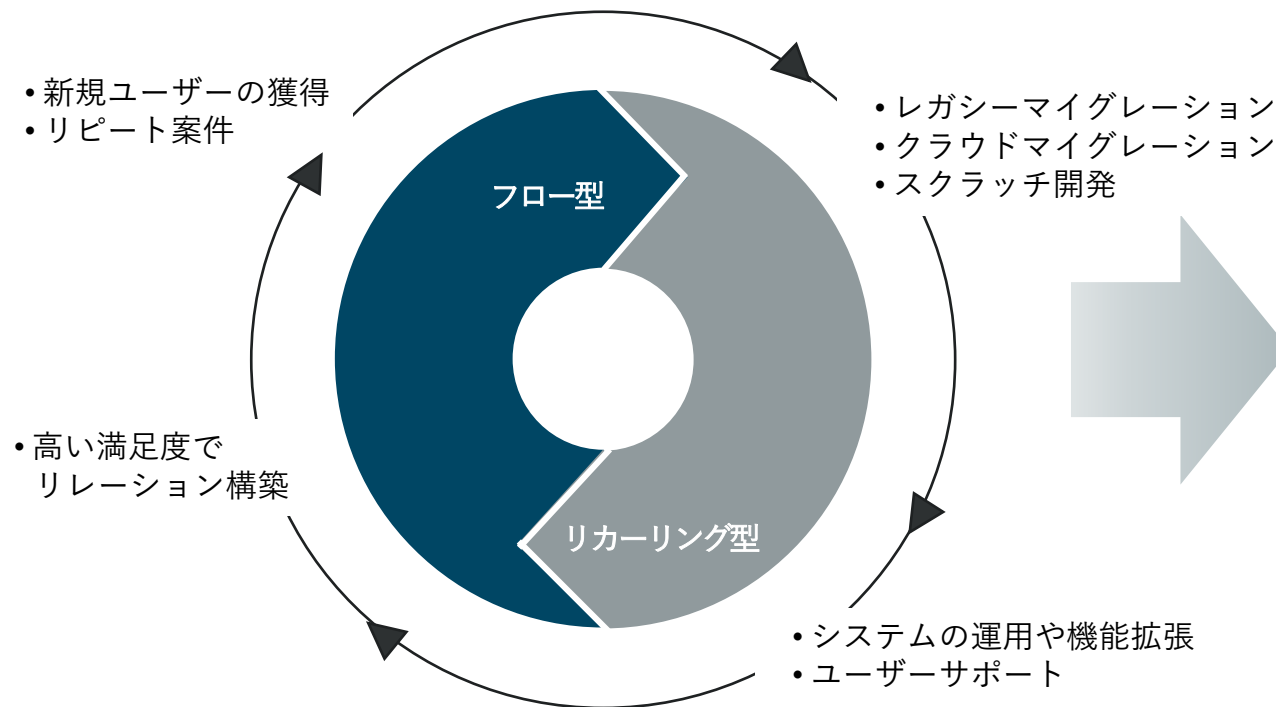 • 新規ユーザーの獲得
• リピート案件
• レガシーマイグレーション
• クラウドマイグレーション
• スクラッチ開発
フロー型
• 高い満足度で
リレーション構築
リカーリング型
• システムの運用や機能拡張
• ユーザーサポート